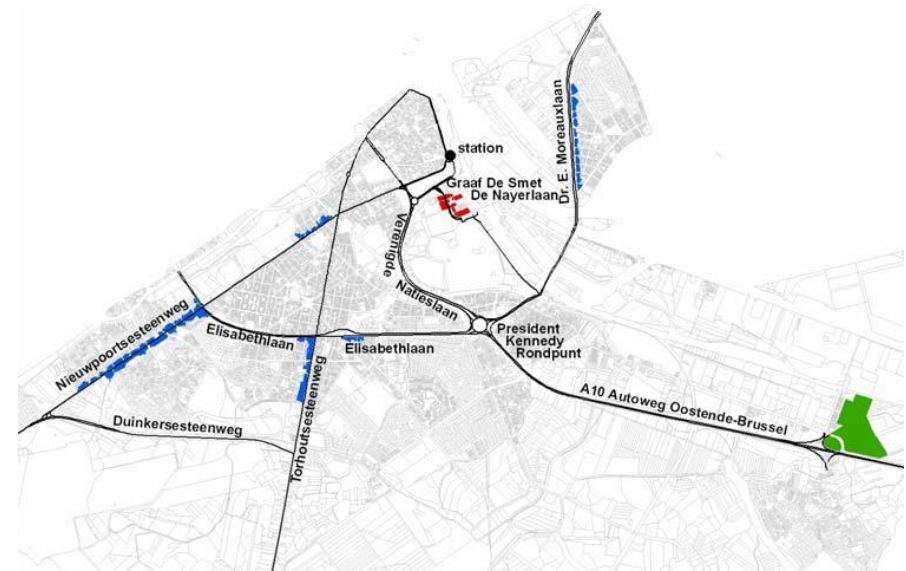 station
Graaf De Smet
De Nayerlaan
Dr. E. Moreauxlaan
Verenigde
Natieslaan
Nieuwpoortsesteenweg
Elisabethlaan
Elisabethlaan
President
Kennedy
Rondpunt
Torhoutsesteenweg
Duinkersesteenweg
A10 Autoweg Oostende-Brussel